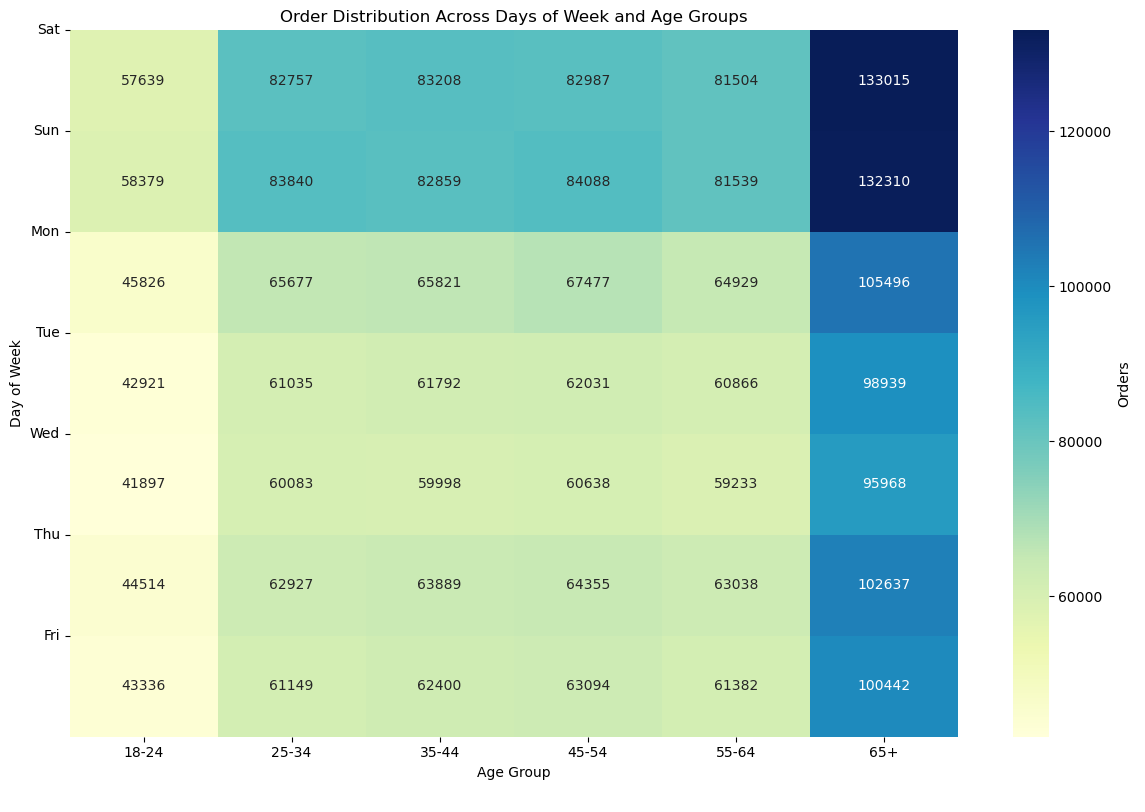 Order Distribution Across Days of Week and Age Groups
Sat
57639 82757 83208 82987 81504 133015
Sun
58379 83840 82859 84088 81539 132310
Mon
45826 65677 65821 67477 64929 105496
Tue
42921 61035 61792 62031 60866 98939
Wed
41897 60083 59998 60638 59233 95968
Thu
44514 62927 63889 64355 63038 102637
Fri
43336 61149 62400 63094 61382 100442
Day of Week
18-24 25-34 35-44 45-54 55-64 65+
Age Group
120000
100000
80000
60000
Orders